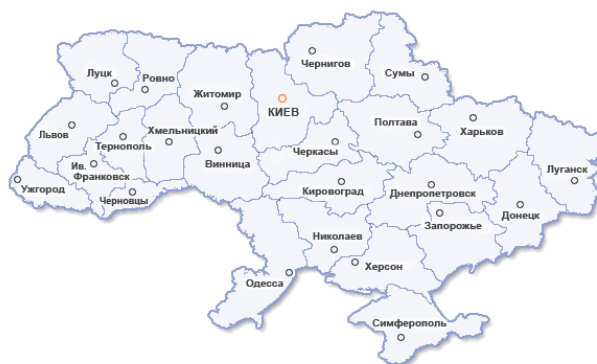 Чернигов
Луцк
Ровно
Сумы
Житомир
КИЕВ
Львов
Тернополь
Хмельницкий
Полтава
Харьков
Черкасы
Винница
Ив.
Франковск
Ужгород
Черновцы
Кировоград
Днепропетровск
Луганск
Донецк
Запорожье
Николаев
Херсон
Одесса
Симферополь